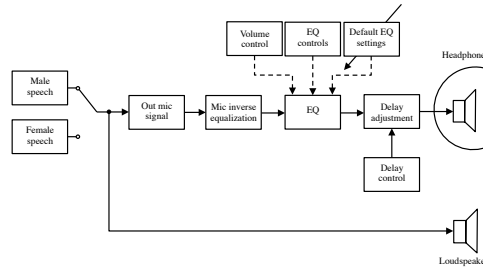 Volume
control
EQ
controls
Default EQ
settings
Headphone
Male
speech
Female
speech
Out mic
signal
Mic inverse
equalization
EQ
Delay
adjustment
Delay
control
Loudspeake